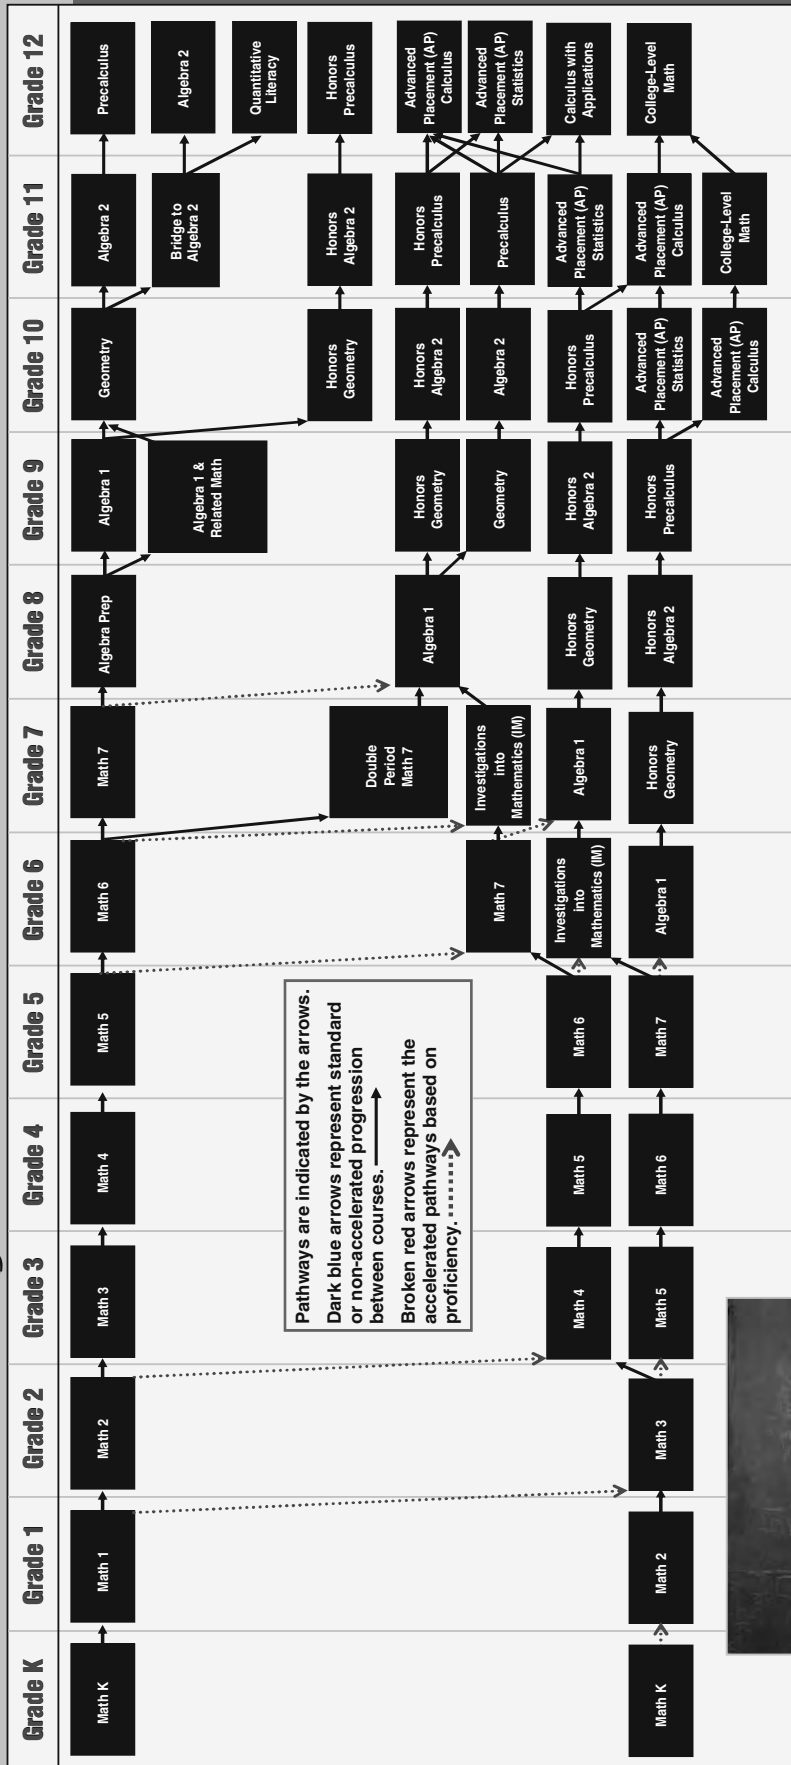 Grade K
Grade 1
Grade 2
Grade 3
Grade 4
Grade 5
Grade 6
Grade 7
Grade 8
Grade 9
Grade 10
Grade 11
Grade 12
Math K
Math 1
Math 2
Math 3
Math 4
Math 5
Math 6
Math 7
Algebra Prep
Algebra 1
Geometry
Algebra 2
Precalculus
Algebra 1 &
Related Math
Bridge to
Algebra 2
Algebra 2
Quantitative
Literacy
Honors
Geometry
Honors
Algebra 2
Honors
Precalculus
Double
Period
Math 7
Algebra 1
Honors
Geometry
Honors
Algebra 2
Honors
Precalculus
Advanced
Placement (AP)
Calculus
Math 7
Investigations
into
Mathematics (IM)
Geometry
Algebra 2
Precalculus
Advanced
Placement (AP)
Statistics
Pathways are indicated by the arrows.
Dark blue arrows represent standard
or non-accelerated progression
between courses.
Broken red arrows represent the
accelerated pathways based on
proficiency.
Math 4
Math 5
Math 6
Investigations
into
Mathematics (IM)
Algebra 1
Honors
Geometry
Honors
Algebra 2
Honors
Precalculus
Advanced
Placement (AP)
Statistics
Calculus with
Applications
Math K
Math 2
Math 3
Math 5
Math 6
Math 7
Algebra 1
Honors
Geometry
Honors
Algebra 2
Honors
Precalculus
Advanced
Placement (AP)
Statistics
Advanced
Placement (AP)
Calculus
College-Level
Math
Advanced
Placement (AP)
Calculus
College-Level
Math